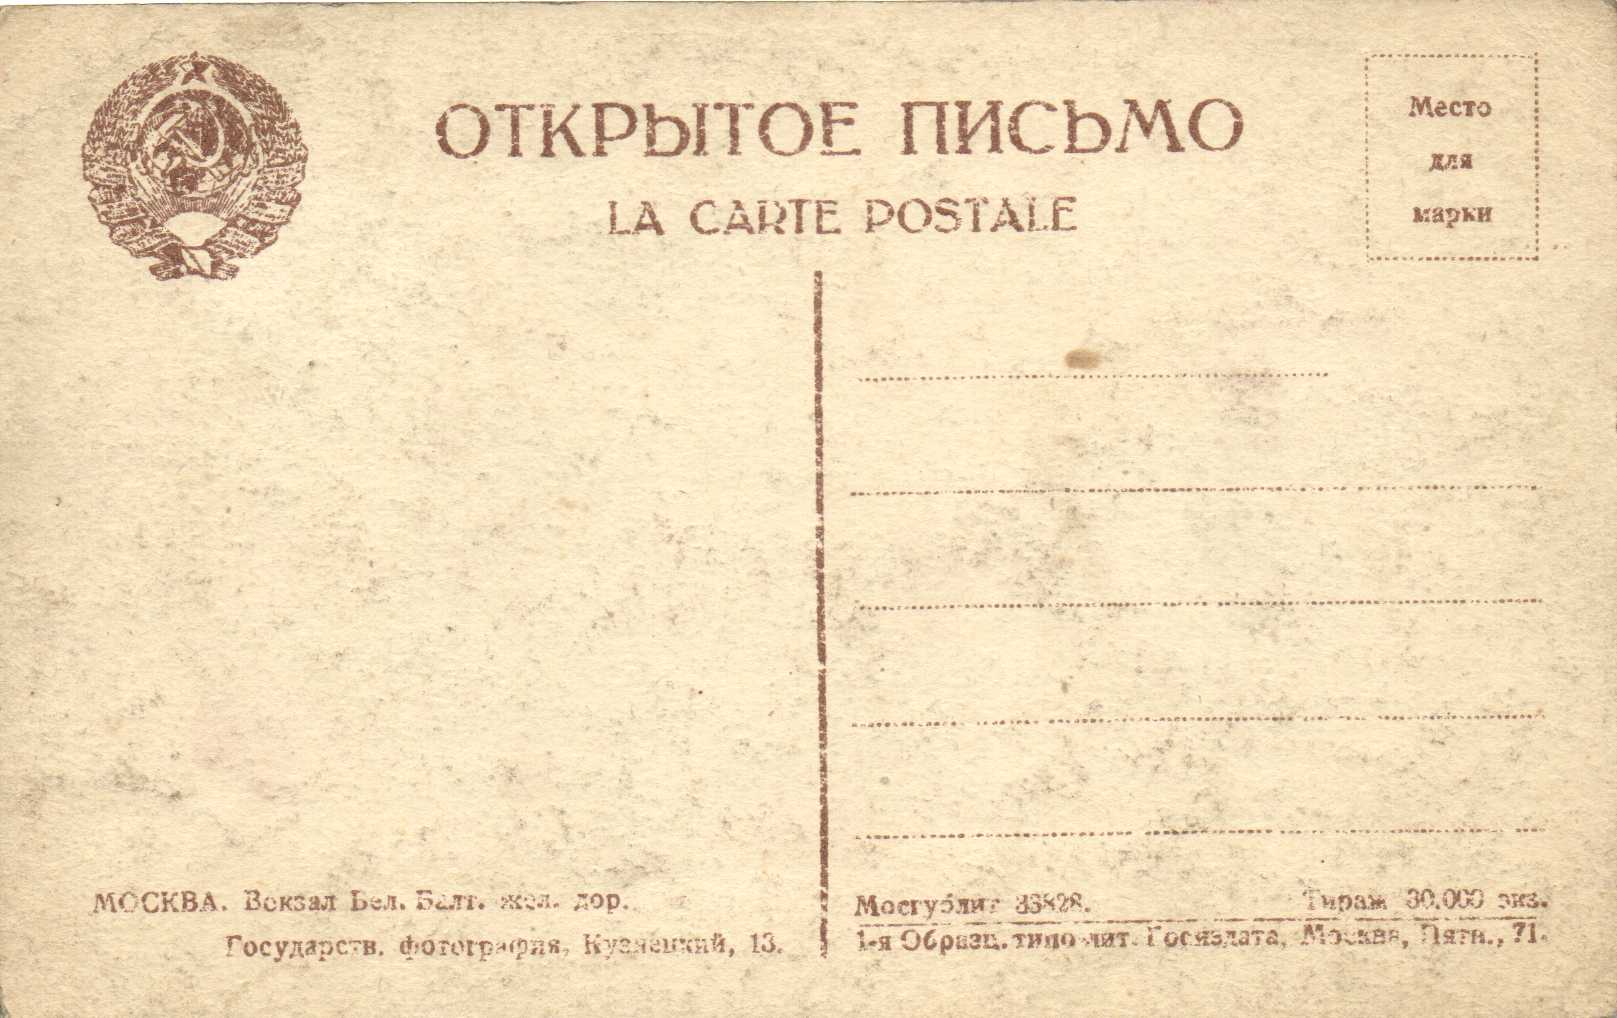 ОТКРЫТОЕ ПИСЬМО
LA CARTE POSTALE
Место
для
марки
МОСКВА. Вокзал Бел. Балт. жел. дор.
Государств. фотография, Кузнецкий, 13.
Мосгублит 33828.
Тираж 30.000 экз.
1-я Образц. типо-лит. Госиздата, Москва, Пятн., 71.